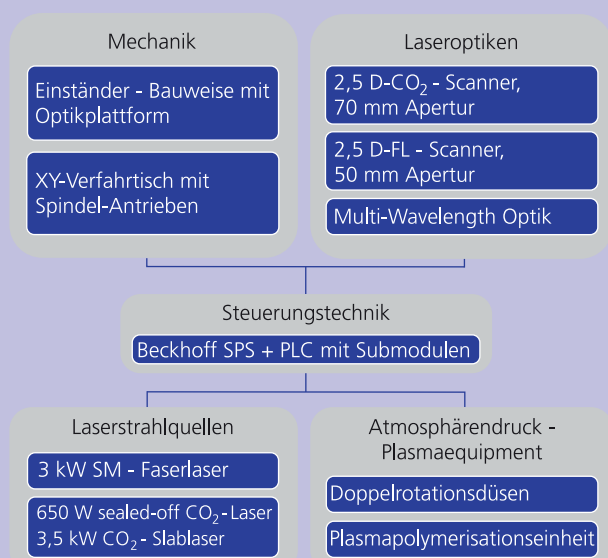 Mechanik
Einständer - Bauweise mit
Optikplattform
XY-Verfahrtisch mit
Spindel-Antrieben
Laseroptiken
2,5 D-CO₂ - Scanner,
70 mm Apertur
2,5 D-FL - Scanner,
50 mm Apertur
Multi-Wavelength Optik
Steuerungstechnik
Beckhoff SPS + PLC mit Submodulen
Laserstrahlquellen
3 kW SM - Faserlaser
650 W sealed-off CO₂-Laser
3,5 kW CO₂ - Slablaser
Atmosphärendruck -
Plasmaequipment
Doppelrotationsdüsen
Plasmapolymerisationseinheit